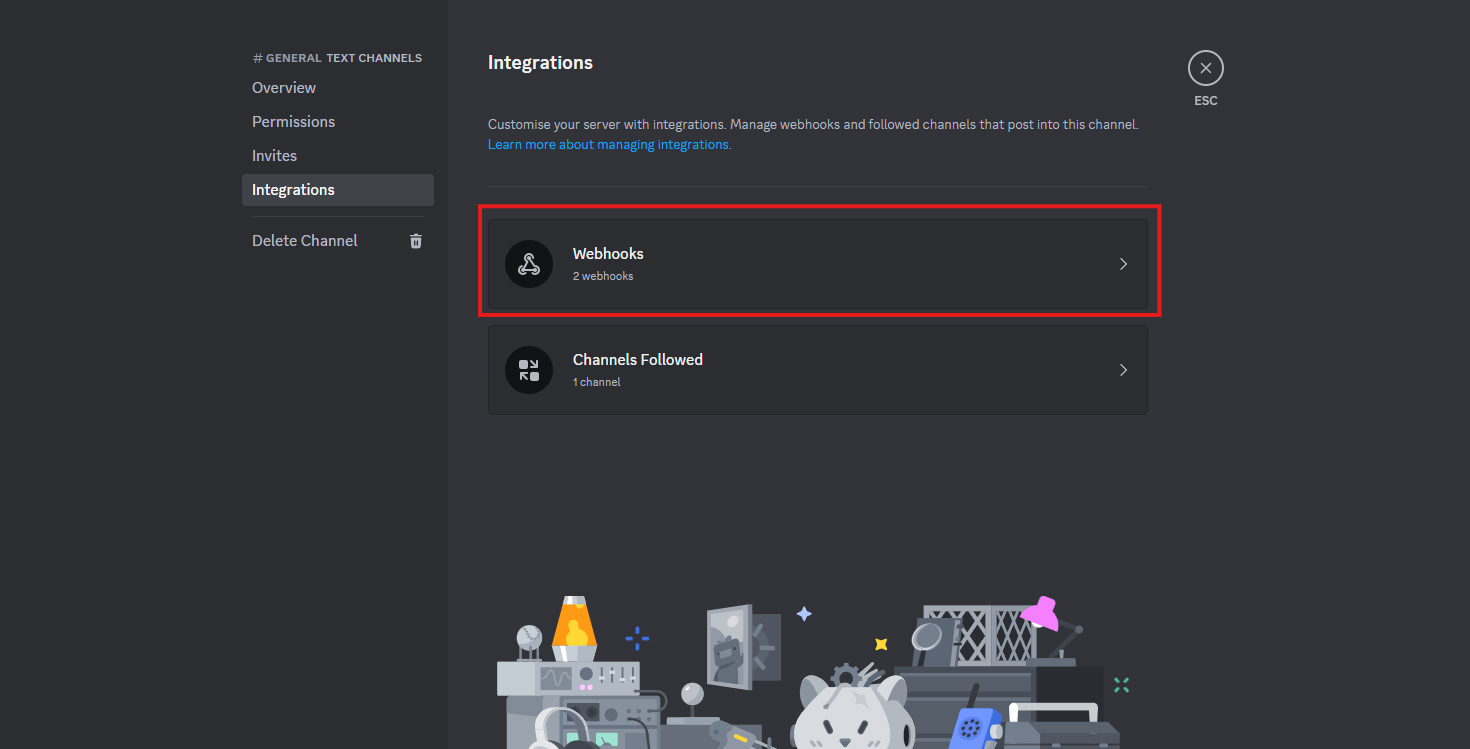 # GENERAL TEXT CHANNELS
Overview
Permissions
Invites
Integrations
Delete Channel
Integrations
Customise your server with integrations. Manage webhooks and followed channels that post into this channel.
Learn more about managing integrations.
Webhooks
2 webhooks
Channels Followed
1 channel
ESC